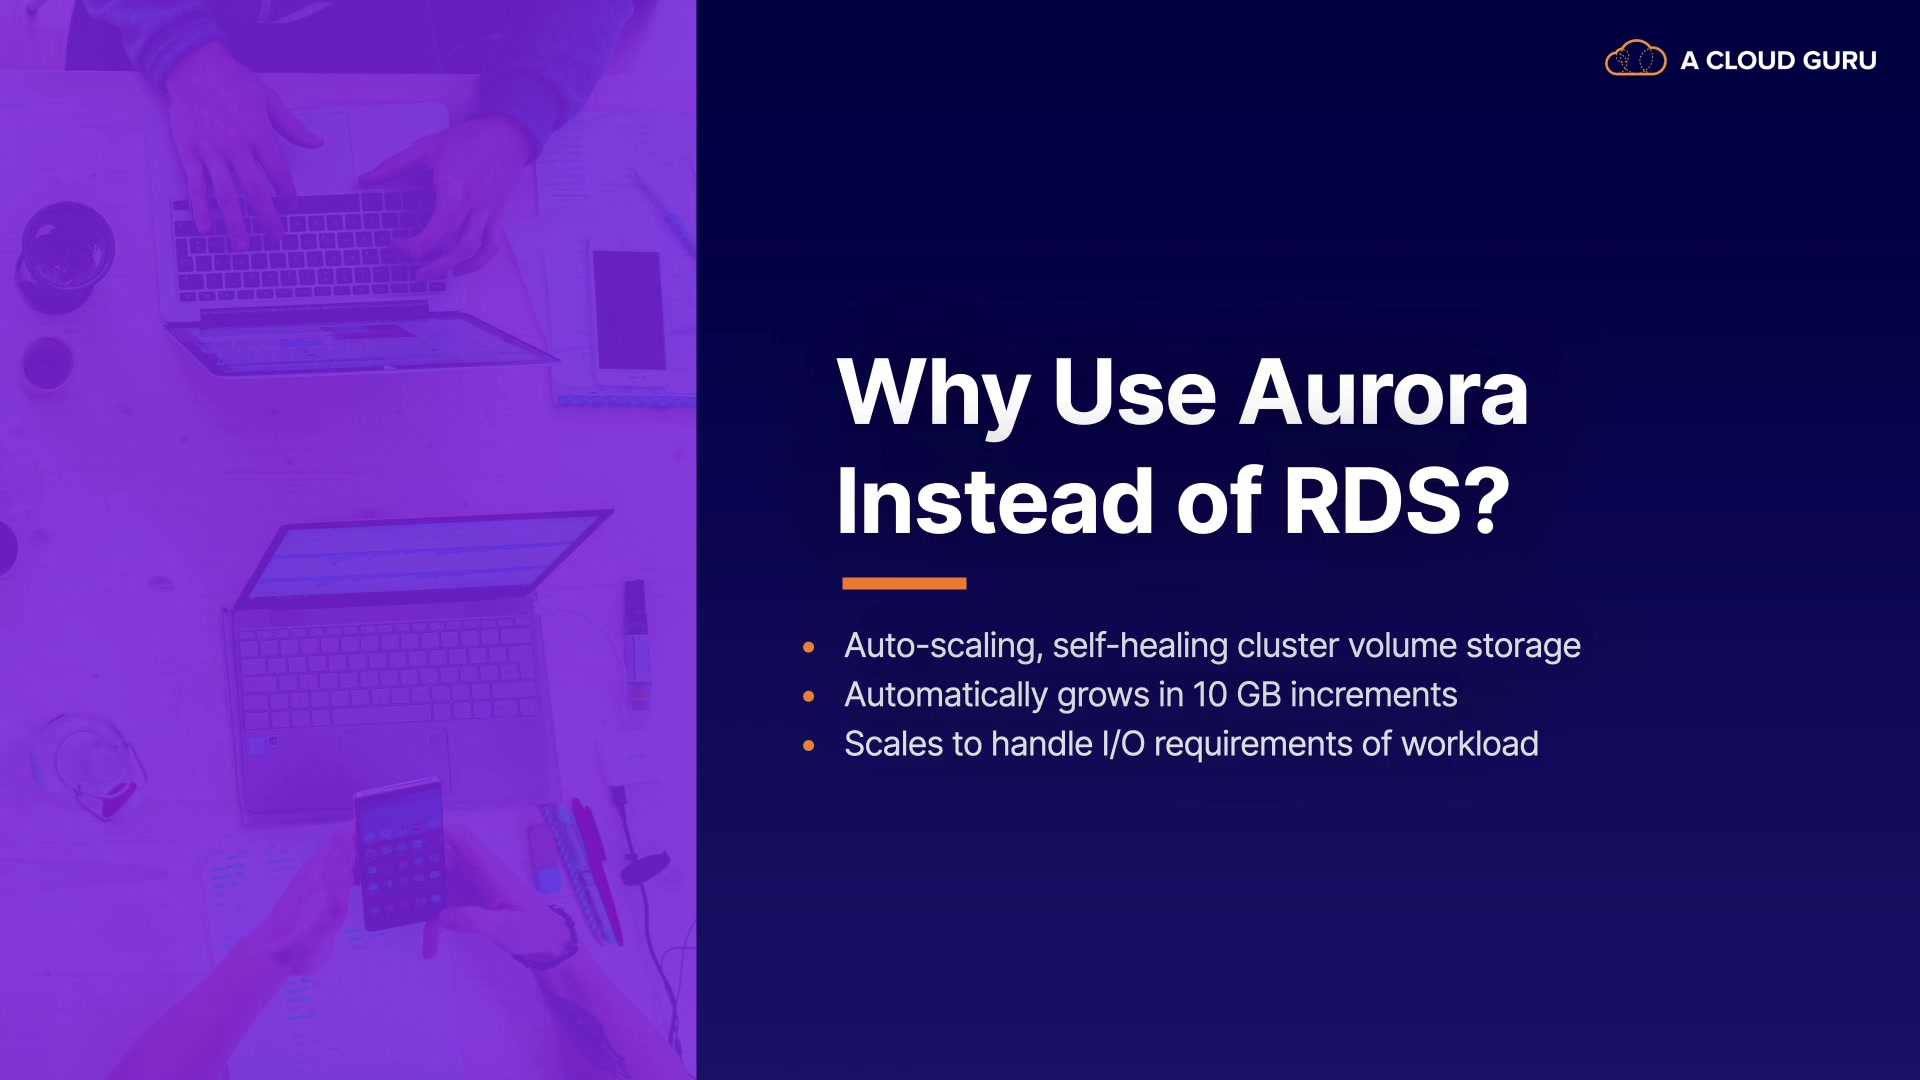 A CLOUD GURU
Why Use Aurora
Instead of RDS?
• Auto-scaling, self-healing cluster volume storage
• Automatically grows in 10 GB increments
• Scales to handle I/O requirements of workload